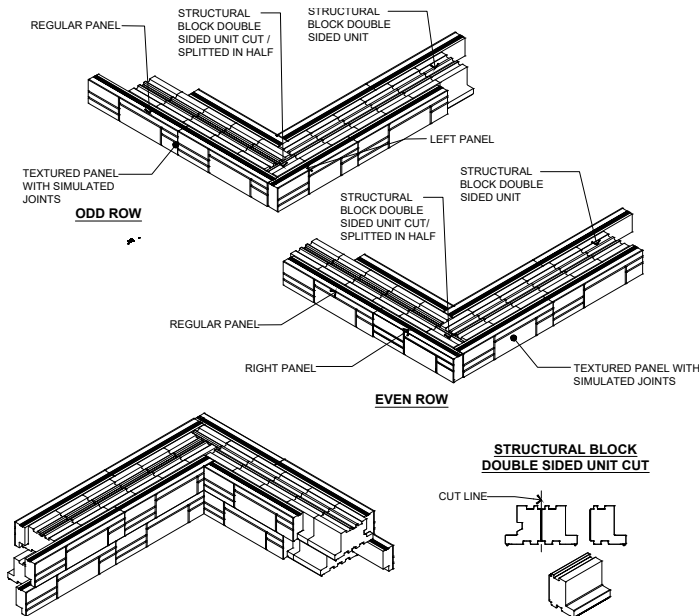 REGULAR PANEL
STRUCTURAL
BLOCK DOUBLE
SIDED UNIT CUT /
SPLITTED IN HALF
STRUCTURAL
BLOCK DOUBLE
SIDED UNIT
LEFT PANEL
TEXTURED PANEL
WITH SIMULATED
JOINTS
ODD ROW
STRUCTURAL
BLOCK DOUBLE
SIDED UNIT CUT/
SPLITTED IN HALF
STRUCTURAL
BLOCK DOUBLE
SIDED UNIT
REGULAR PANEL
RIGHT PANEL
TEXTURED PANEL WITH
SIMULATED JOINTS
EVEN ROW
STRUCTURAL BLOCK
DOUBLE SIDED UNIT CUT
CUT LINE